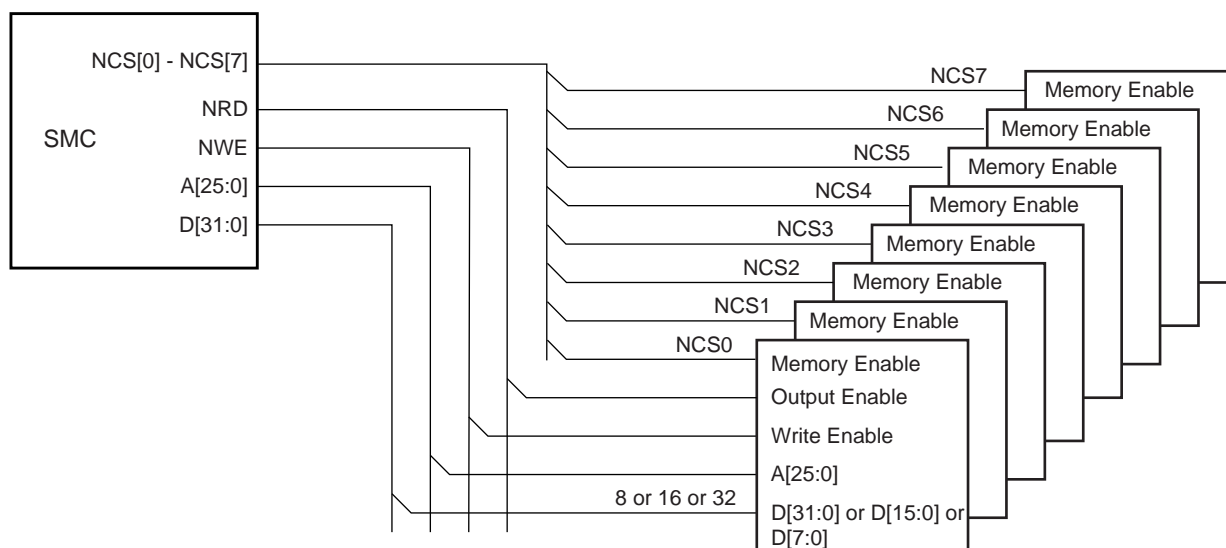 NCS[0] - NCS[7]
NRD
SMC
NWE
A[25:0]
D[31:0]
NCS7
Memory Enable
NCS6
Memory Enable
NCS5
Memory Enable
NCS4
Memory Enable
NCS3
Memory Enable
NCS2
Memory Enable
NCS1
Memory Enable
NCS0
Memory Enable
Output Enable
Write Enable
A[25:0]
8 or 16 or 32
D[31:0] or D[15:0] or
D[7:0]